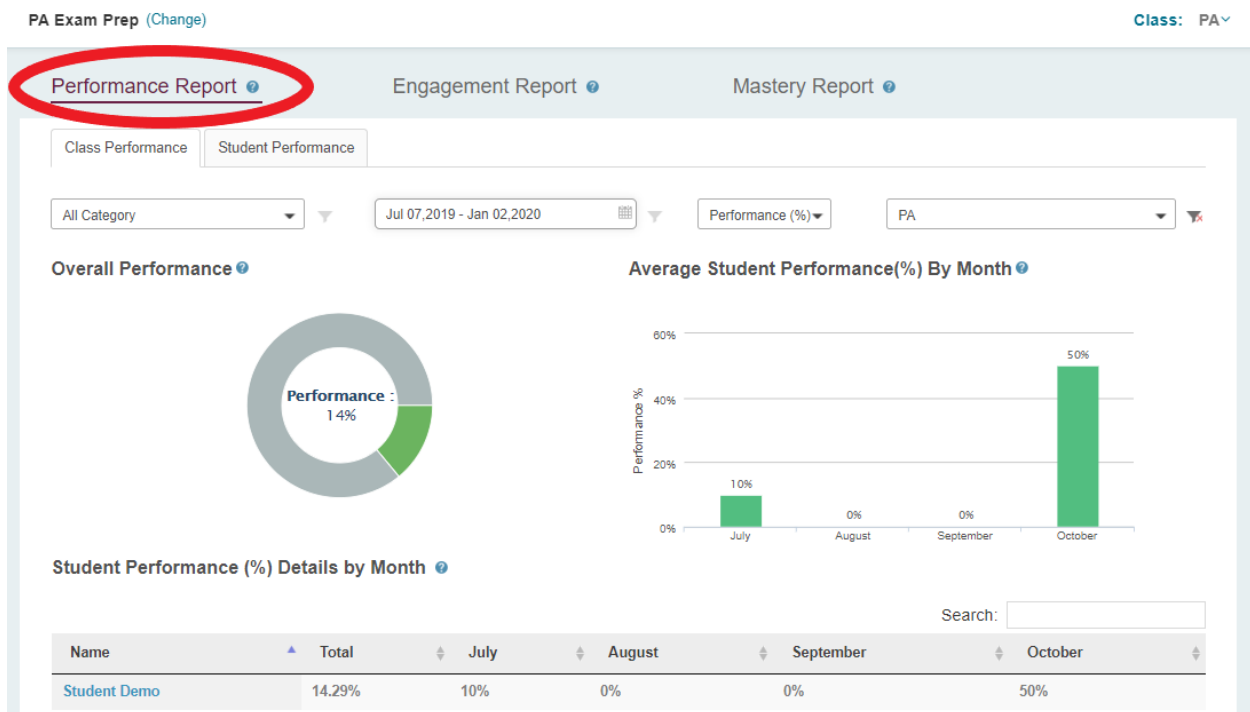 PA Exam Prep (Change) Class: PA
Performance Report Engagement Report Mastery Report
Class Performance Student Performance
All Category Jul 07,2019 - Jan 02,2020 Performance (%) PA
Overall Performance Average Student Performance(%) By Month
Performance :
14%
Performance %
60%
40%
20%
0%
10% 0% 0% 50%
July August September October
Student Performance (%) Details by Month
Search:
Name Total July August September October
Student Demo 14.29% 10% 0% 0% 50%